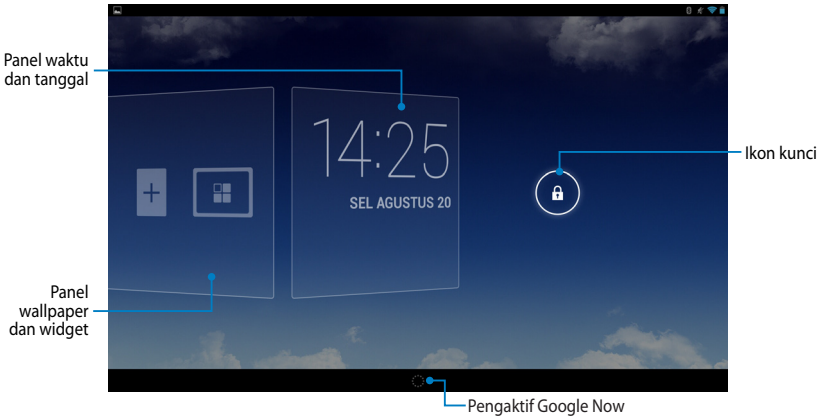 Panel waktu
dan tanggal
14:25
SEL AGUSTUS 20
Ikon kunci
Panel
wallpaper
dan widget
Pengaktif Google Now